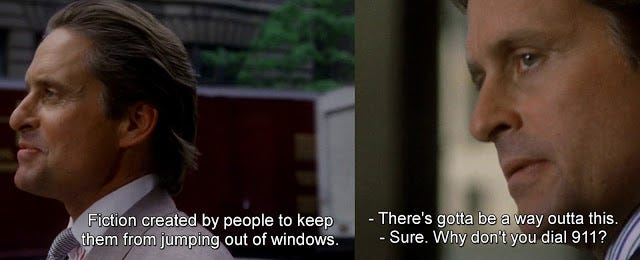 Fiction created by people to keep
them from jumping out of windows.
- There's gotta be a way outta this.
- Sure. Why don't you dial 911?